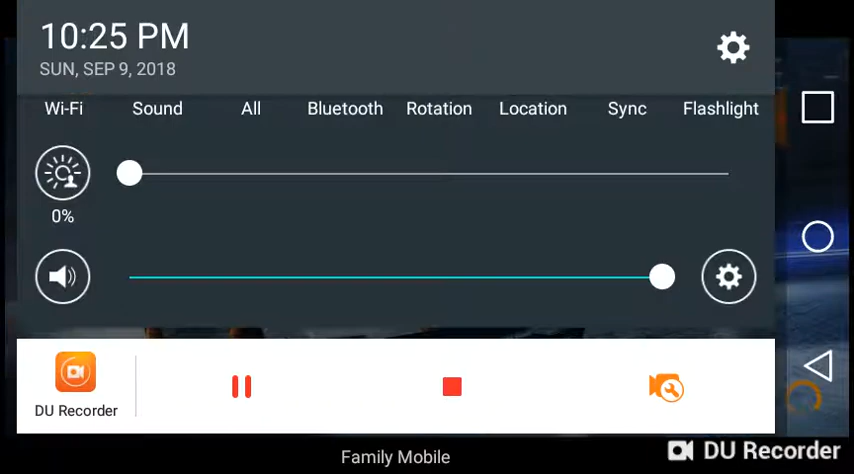 10:25 PM
SUN, SEP 9, 2018
Wi-Fi Sound All Bluetooth Rotation Location Sync Flashlight
0%
DU Recorder
Family Mobile
DU Recorder